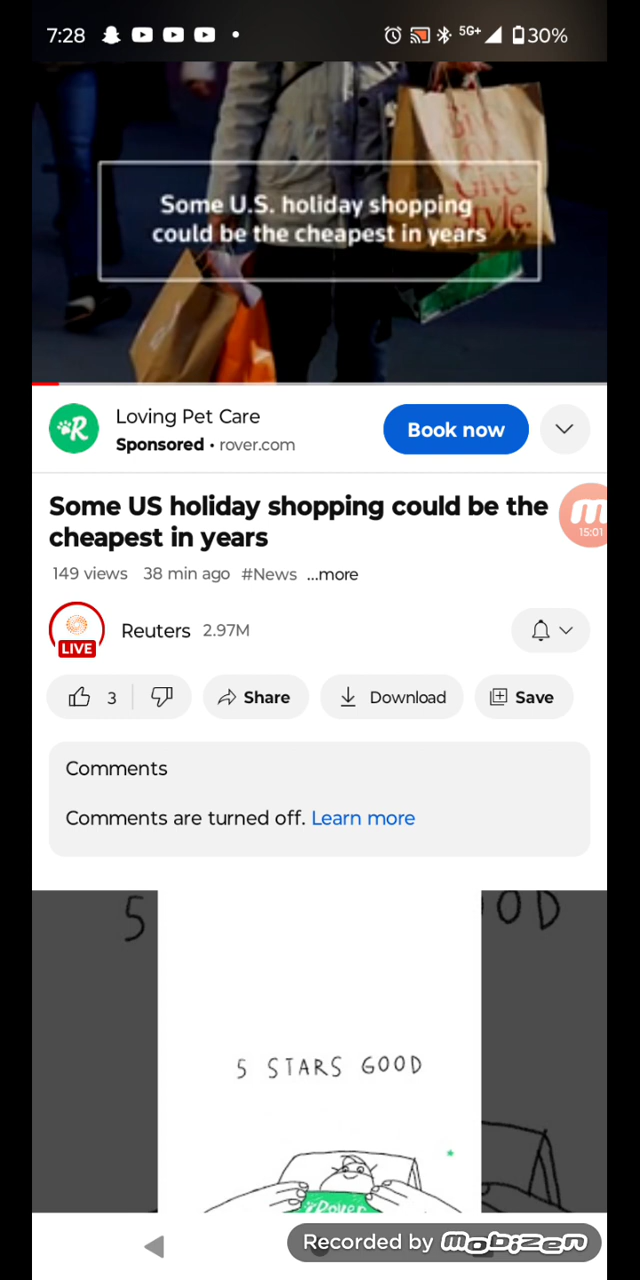 7:28
5G+
30%
Give
Style.
Some U.S. holiday shopping
could be the cheapest in years
R
Loving Pet Care
Sponsored • rover.com
Book now
Some US holiday shopping could be the
cheapest in years
m
15:01
149 views 38 min ago #News ...more
LIVE
Reuters 2.97M
3
Share
Download
Save
Comments
Comments are turned off. Learn more
5
OD
5 STARS GOOD
Rover
Recorded by mobizen